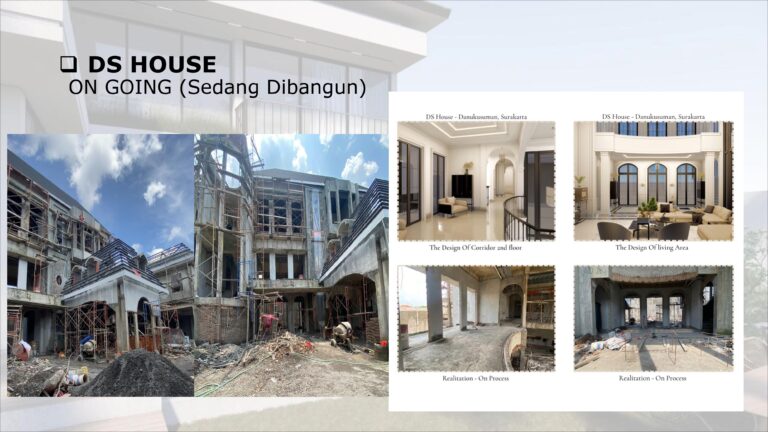 ❑ DS HOUSE
ON GOING (Sedang Dibangun)
DS House - Danukusuman, Surakarta
DS House - Danukusuman, Surakarta
The Design Of Corridor 2nd floor
The Design Of living Area
Realitation - On Process
Realitation - On Process